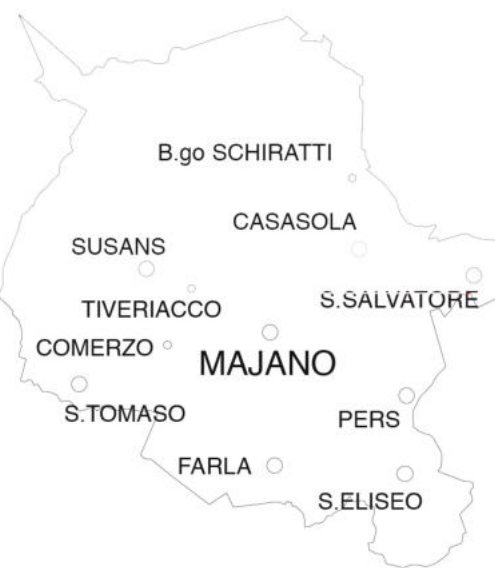 B.go SCHIRATTI
CASASOLA
SUSANS
S.SALVATORE
TIVERIACCO
COMERZO
MAJANO
S.TOMASO
PERS
FARLA
S.ELISEO